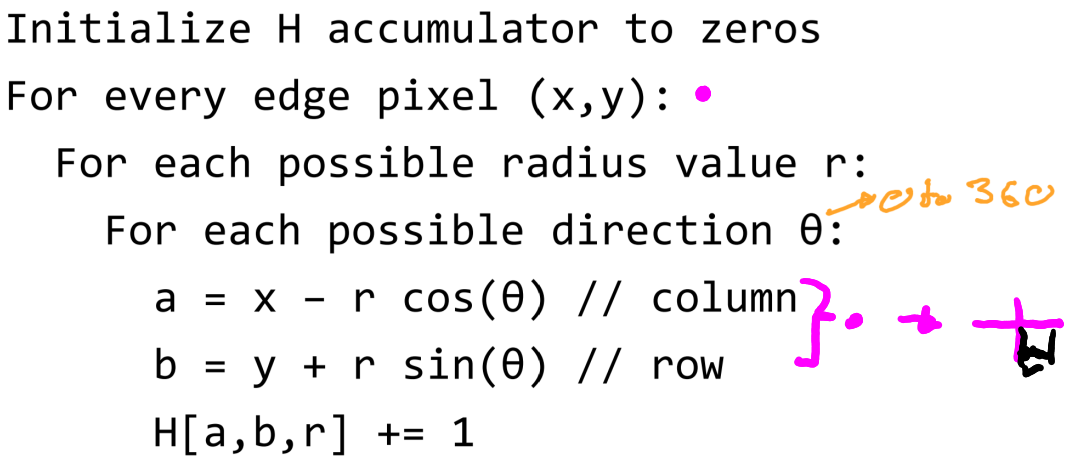 Initialize H accumulator to zeros
For every edge pixel (x,y):
For each possible radius value r:
0 to 360
For each possible direction θ:
a = x – r cos(θ) // column
b = y + r sin(θ) // row
H[a,b,r] += 1